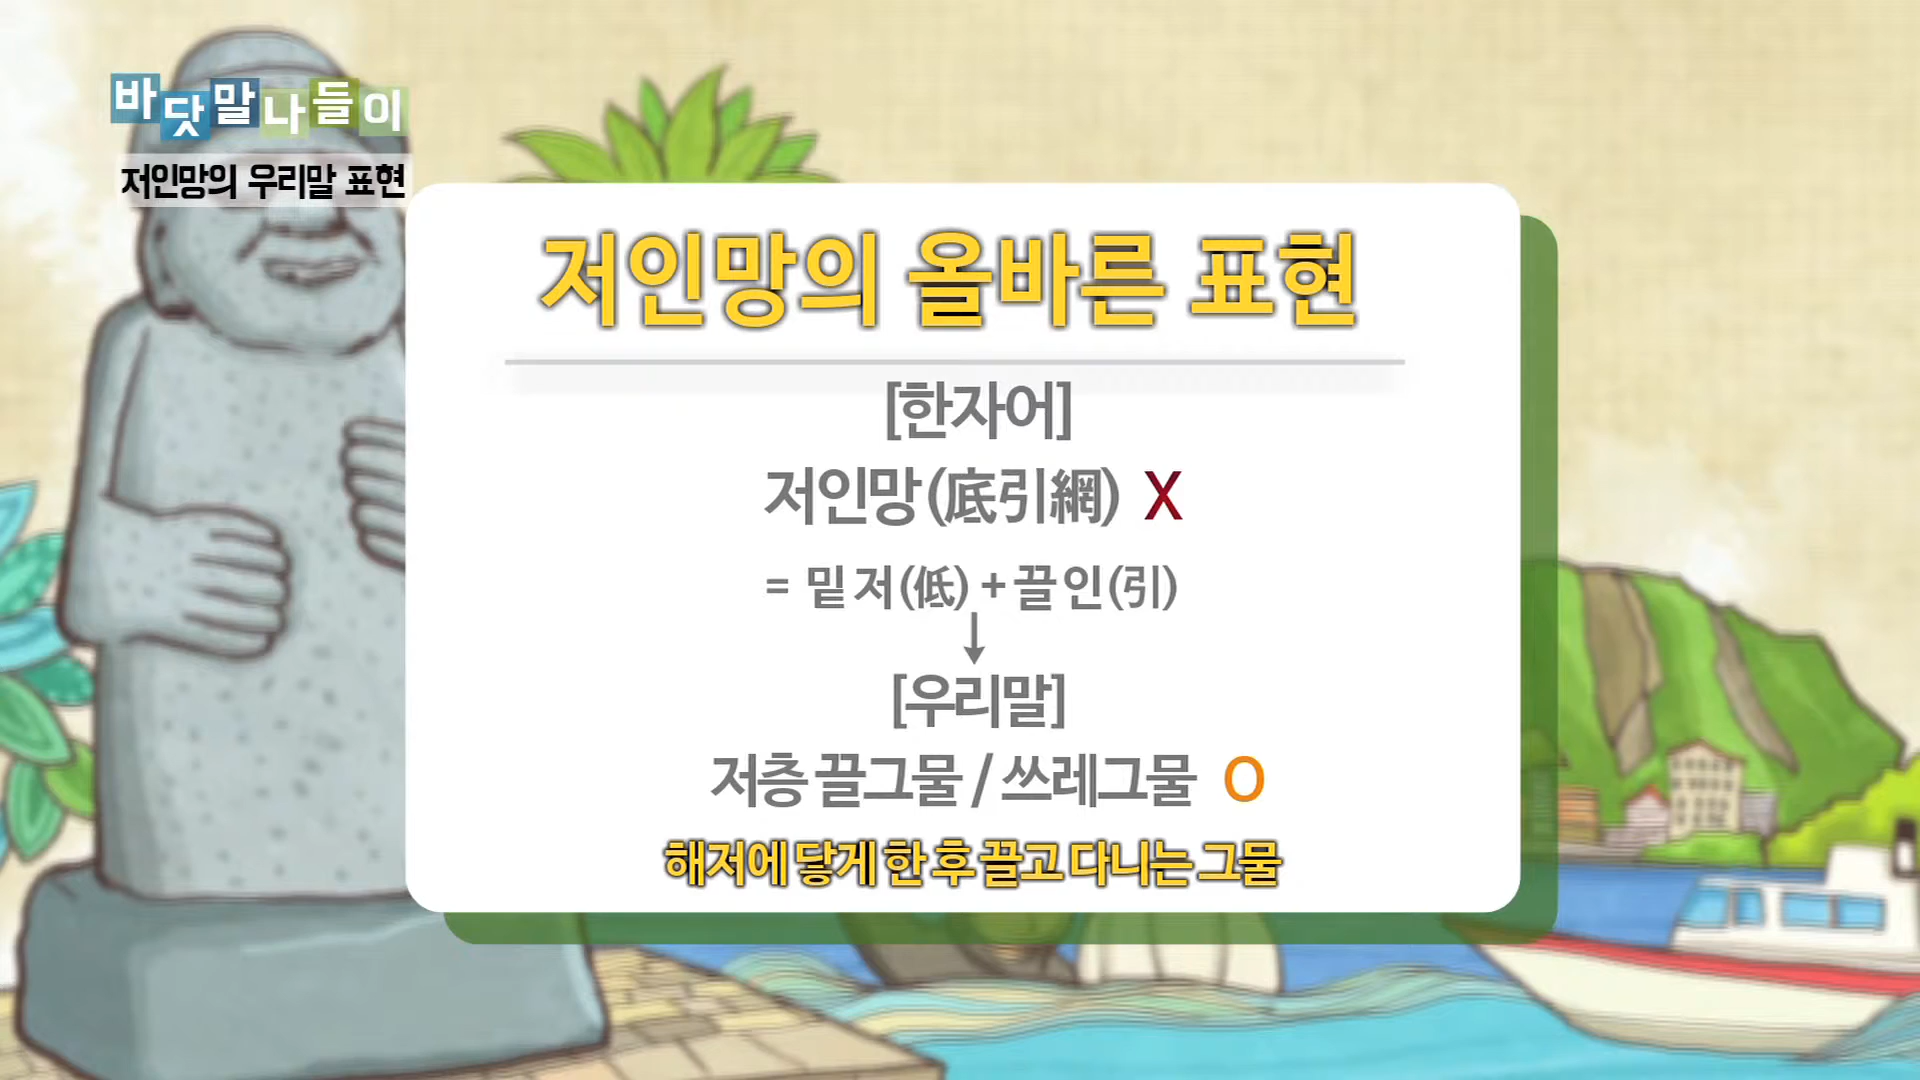 바닷말나들이
저인망의 우리말 표현
저인망의 올바른 표현
[한자어]
저인망(底引網) X
= 밑 저(低) + 끌 인(引)
↓
[우리말]
저층 끌그물 / 쓰레그물 O
해저에 닿게 한 후 끌고 다니는 그물